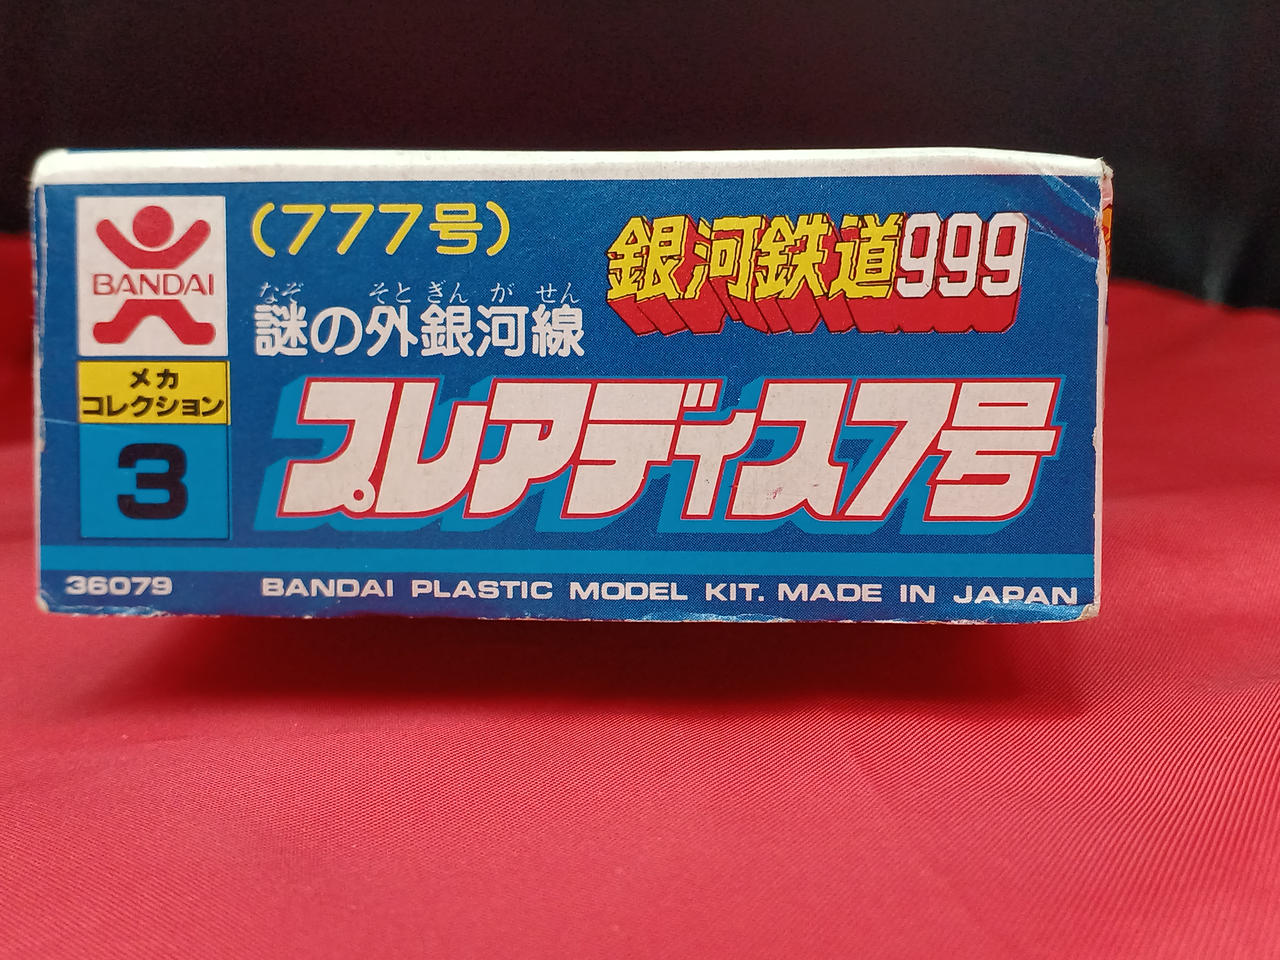 BANDAI
メカ
コレクション
3
(777号)
なぞ そと ぎん が せん
謎の外銀河線
銀河鉄道999
プレアデイス7号
36079
BANDAI PLASTIC MODEL KIT. MADE IN JAPAN